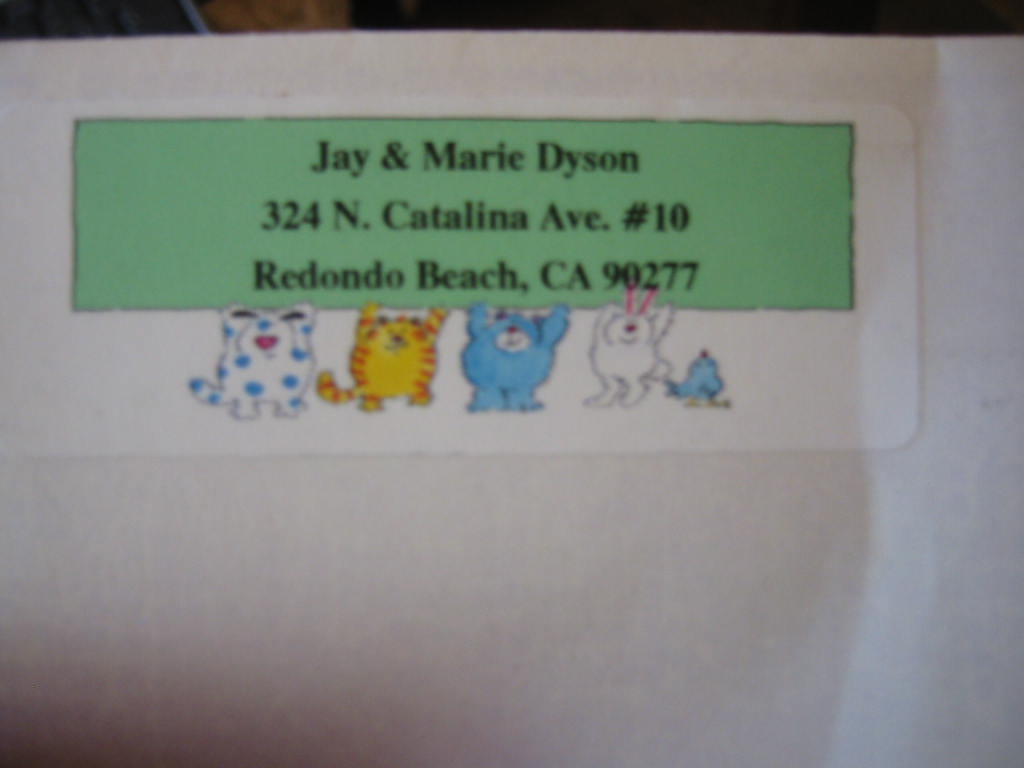 Jay & Marie Dyson
324 N. Catalina Ave. #10
Redondo Beach, CA 90277